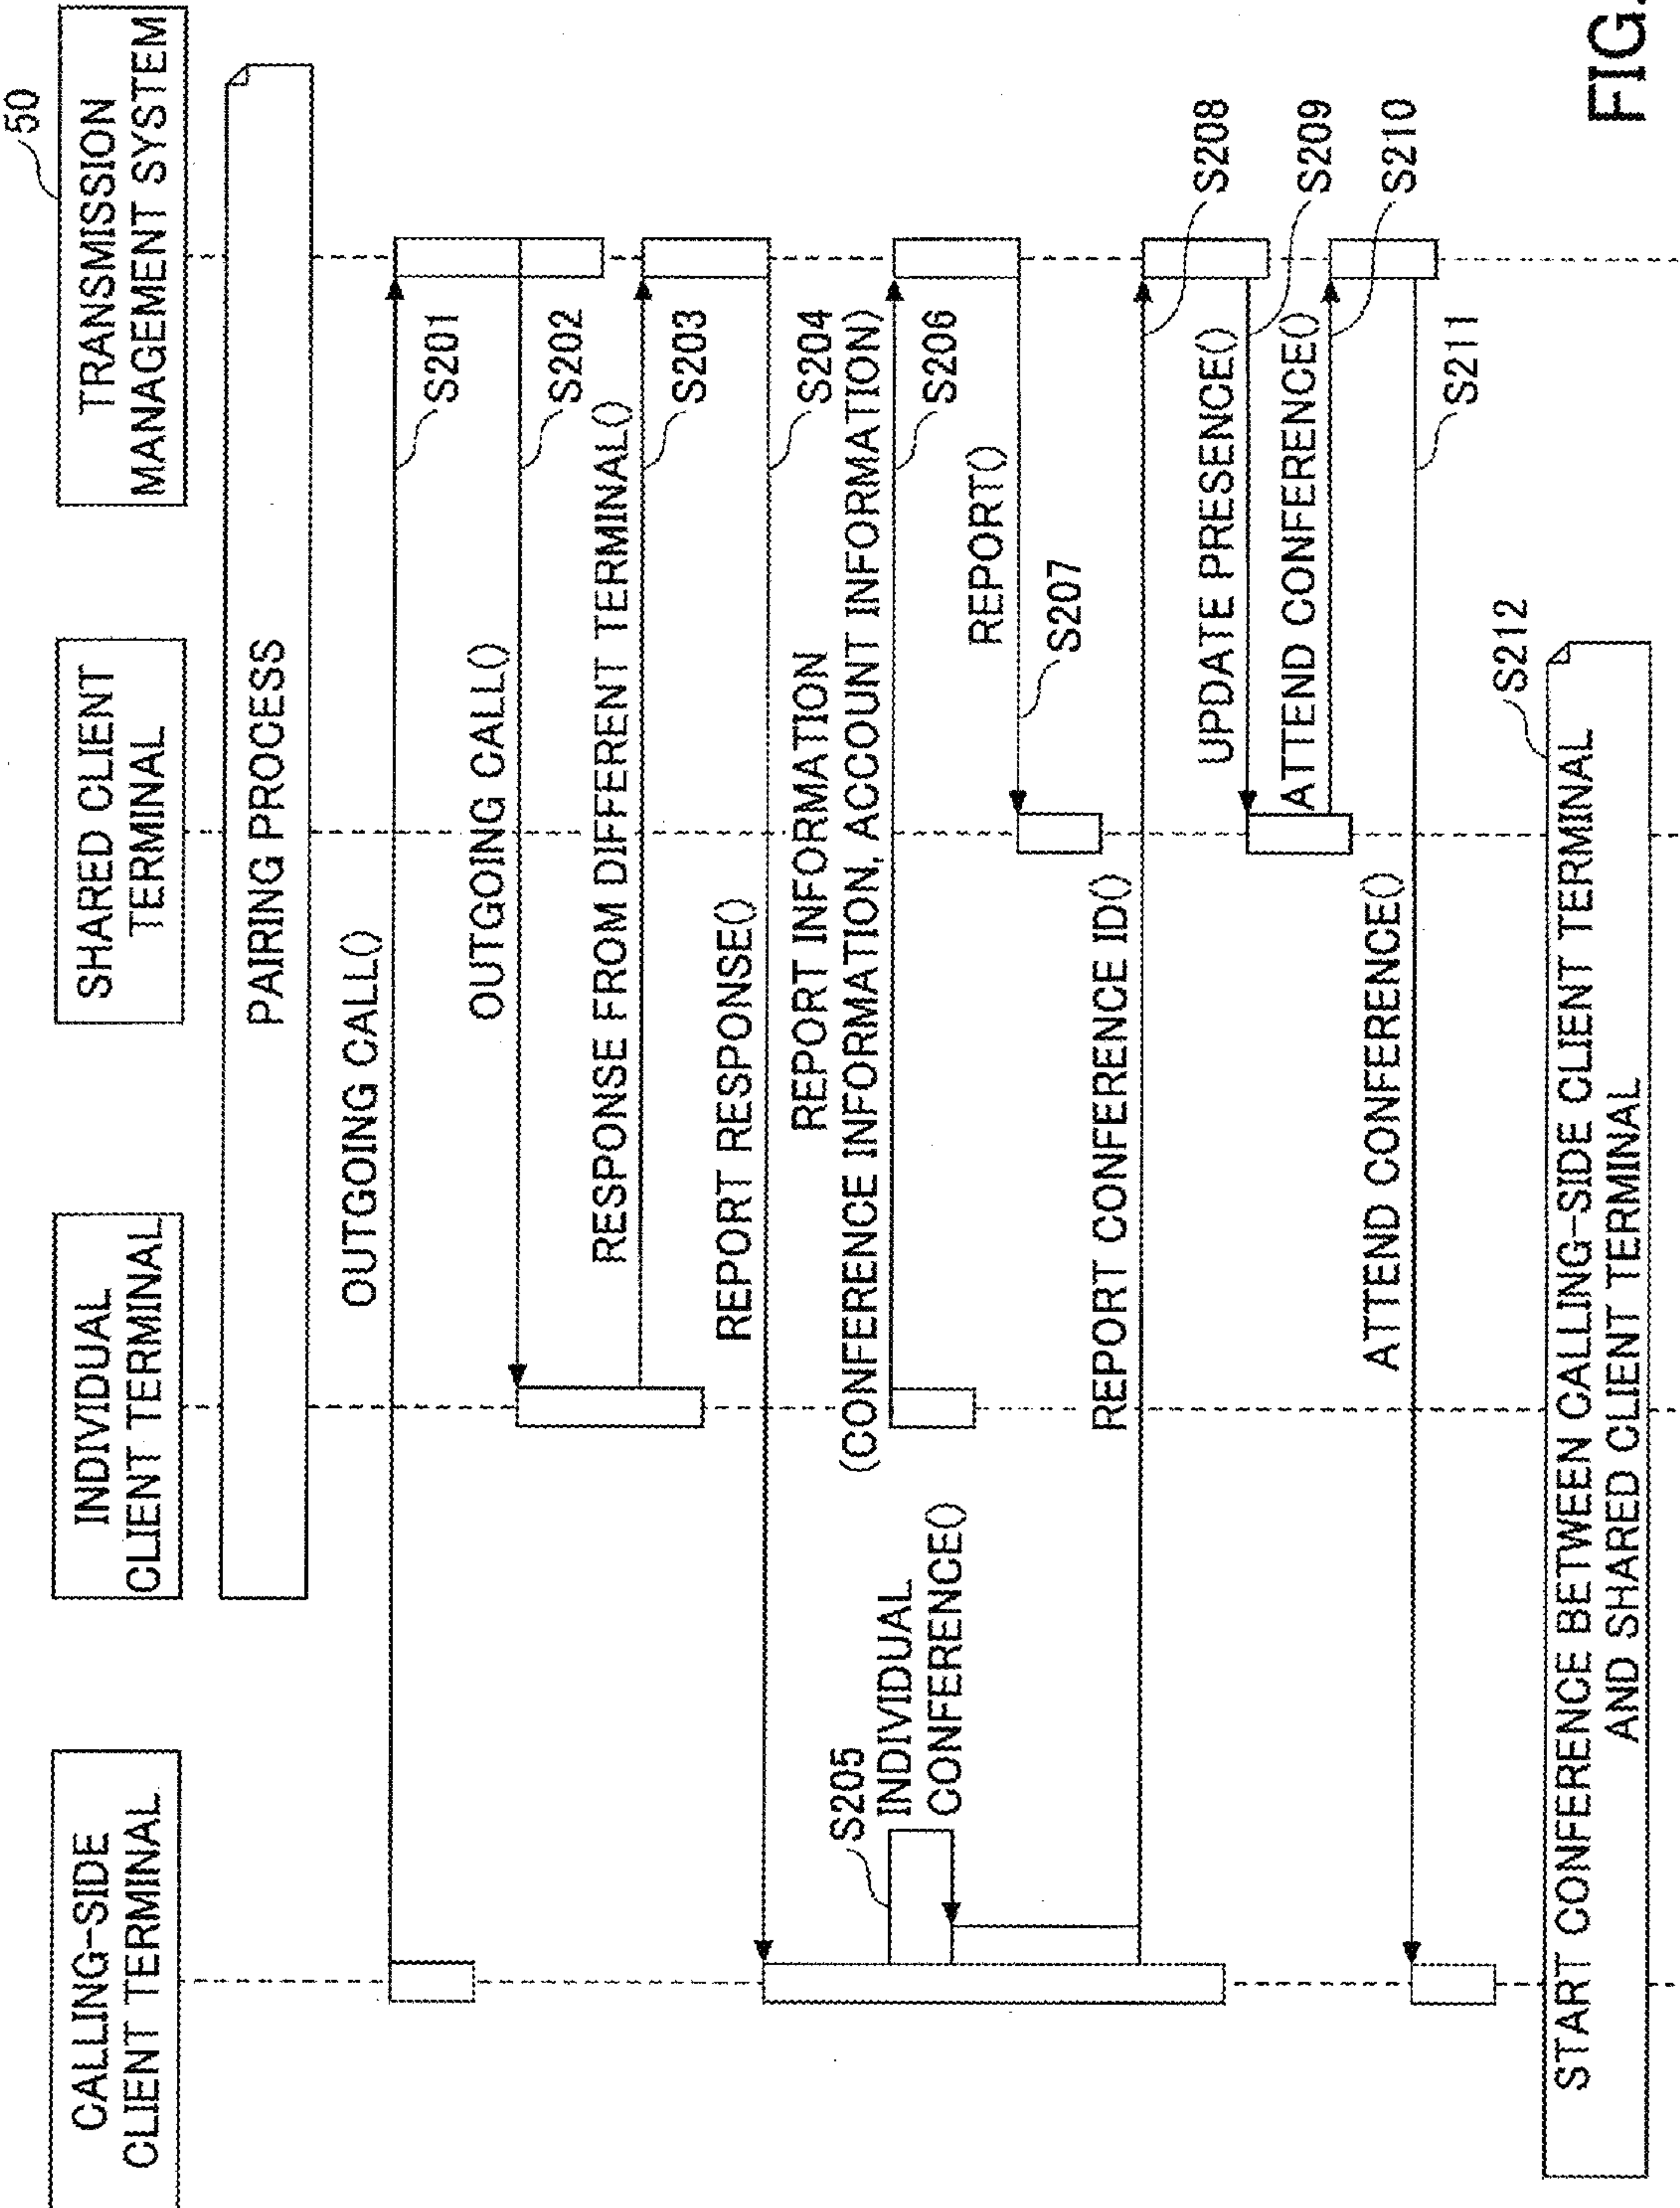 CALLING-SIDE
CLIENT TERMINAL
INDIVIDUAL
CLIENT TERMINAL
SHARED CLIENT
TERMINAL
50
TRANSMISSION
MANAGEMENT SYSTEM
PAIRING PROCESS
OUTGOING CALL()
S201
OUTGOING CALL()
S202
RESPONSE FROM DIFFERENT TERMINAL()
S203
REPORT RESPONSE()
S204
S205
INDIVIDUAL
CONFERENCE()
REPORT INFORMATION
(CONFERENCE INFORMATION, ACCOUNT INFORMATION)
S206
REPORT()
S207
REPORT CONFERENCE ID()
S208
UPDATE PRESENCE()
S209
ATTEND CONFERENCE()
S210
ATTEND CONFERENCE()
S211
S212
START CONFERENCE BETWEEN CALLING-SIDE CLIENT TERMINAL
AND SHARED CLIENT TERMINAL
FIG.